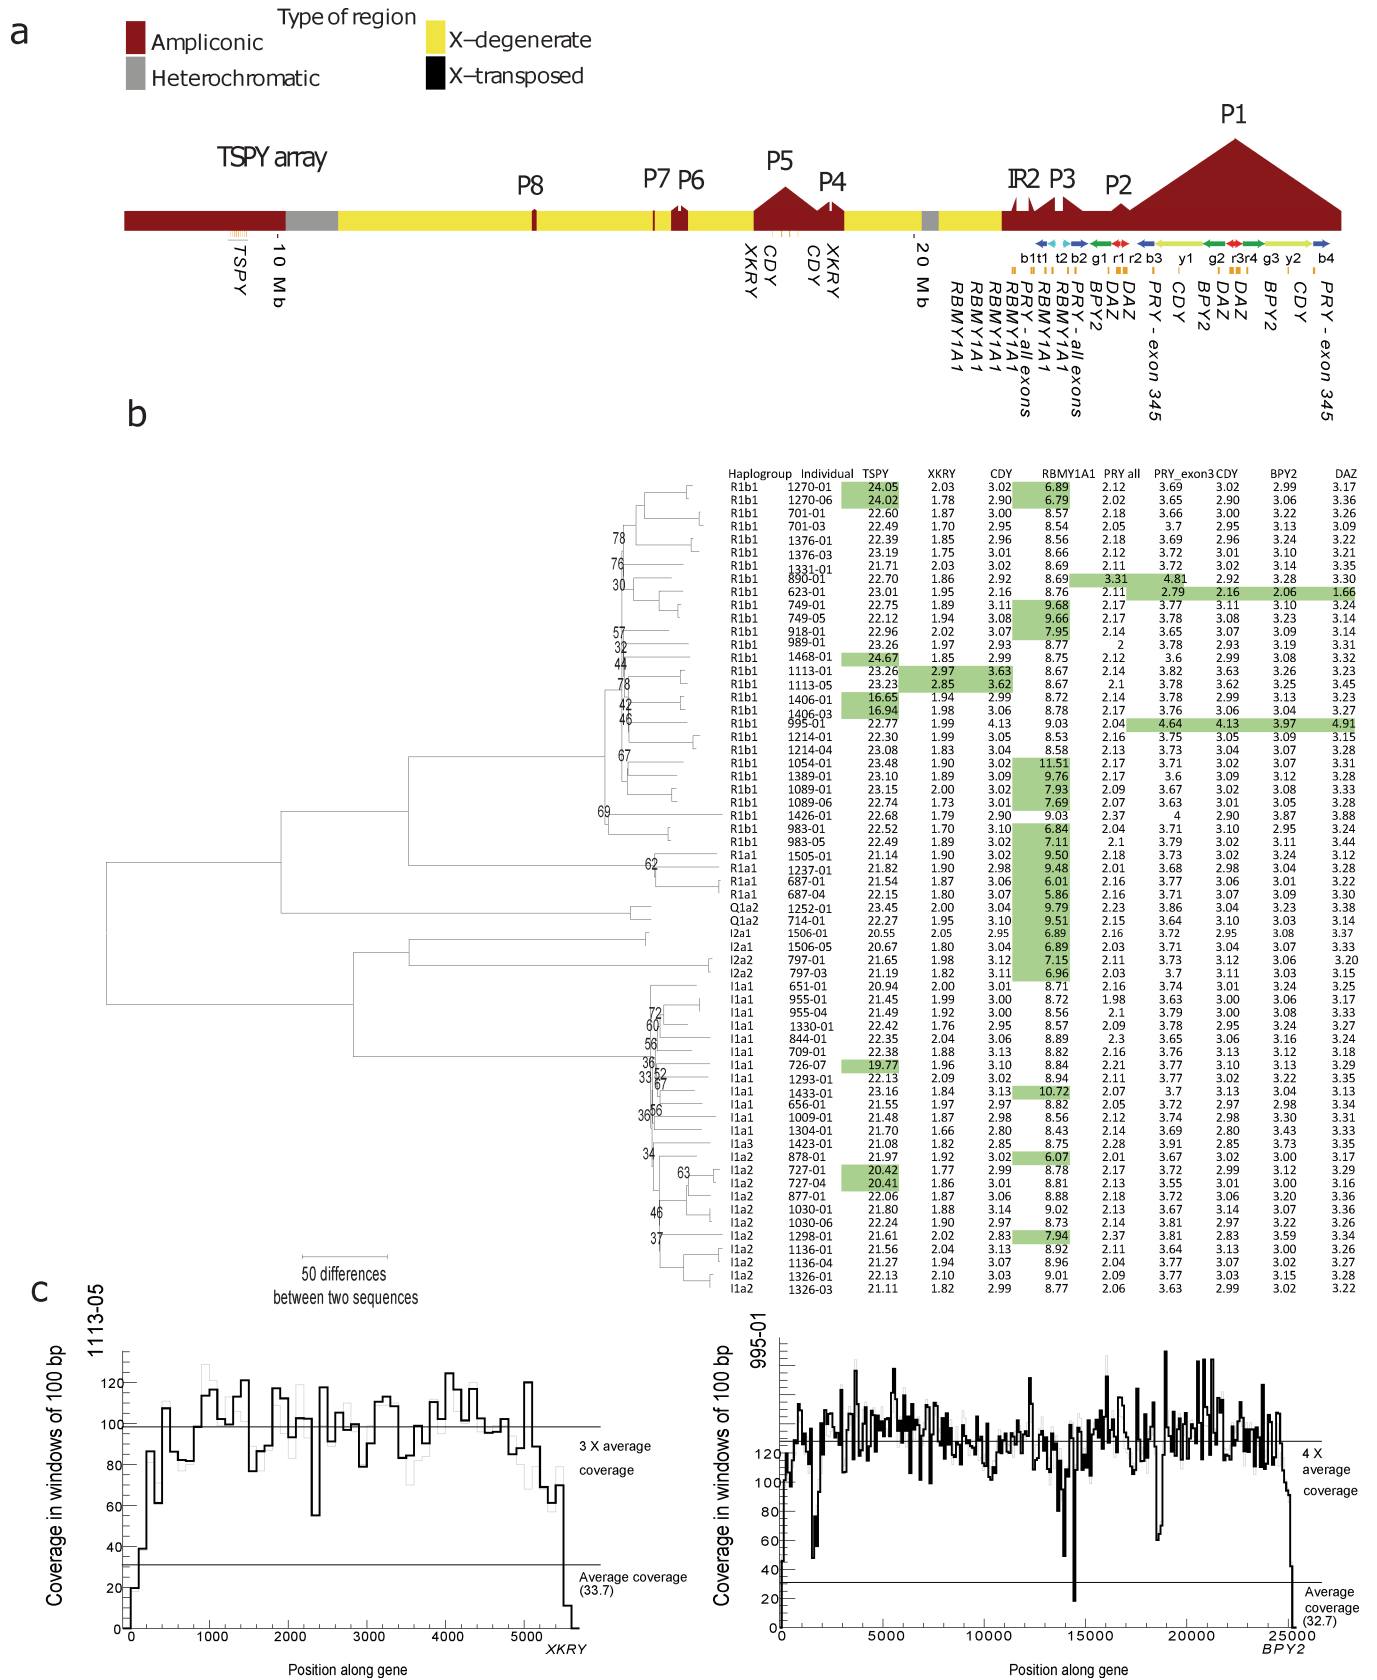 a
Type of region
Ampliconic
X–degenerate
Heterochromatic
X–transposed
P1
TSPY array
P8
P7 P6
P5
P4
IR2 P3
P2
b1 t1 t2 b2 g1 r1 r2 b3 y1 g2 r3 r4 g3 y2 b4
TSPY
10 Mb
XKRY
CDY
CDY
XKRY
20 Mb
RBMY1A1
RBMY1A1
RBMY1A1
RBMY1A1
PRY - all exons
RBMY1A1
RBMY1A1
PRY - all exons
BPY2
DAZ
DAZ
PRY - exon 345
CDY
BPY2
DAZ
DAZ
BPY2
CDY
PRY - exon 345
b
Haplogroup Individual TSPY XKRY CDY RBMY1A1 PRY all PRY_exon3 CDY BPY2 DAZ
R1b1 1270-01 24.05 2.03 3.02 6.89 2.12 3.69 3.02 2.99 3.17
R1b1 1270-06 24.02 1.78 2.90 6.79 2.02 3.65 2.90 3.06 3.36
R1b1 701-01 22.60 1.87 3.00 8.57 2.18 3.66 3.00 3.22 3.26
R1b1 701-03 22.49 1.70 2.95 8.54 2.05 3.7 2.95 3.13 3.09
R1b1 1376-01 22.39 1.85 2.96 8.56 2.18 3.69 2.96 3.24 3.22
R1b1 1376-03 23.19 1.75 3.01 8.66 2.12 3.72 3.01 3.10 3.21
R1b1 1331-01 21.71 2.03 3.02 8.69 2.11 3.72 3.02 3.14 3.35
R1b1 890-01 22.70 1.86 2.92 8.69 3.31 4.81 2.92 3.28 3.30
R1b1 623-01 23.01 1.95 2.16 8.76 2.11 2.79 2.16 2.06 1.66
R1b1 749-01 22.75 1.89 3.11 9.68 2.17 3.77 3.11 3.10 3.24
R1b1 749-05 22.12 1.94 3.08 9.66 2.17 3.78 3.08 3.23 3.14
R1b1 918-01 22.96 2.02 3.07 7.95 2.14 3.65 3.07 3.09 3.14
R1b1 989-01 23.26 1.97 2.93 8.77 2 3.78 2.93 3.19 3.31
R1b1 1468-01 24.67 1.85 2.99 8.75 2.12 3.6 2.99 3.08 3.32
R1b1 1113-01 23.26 2.97 3.63 8.67 2.14 3.82 3.63 3.26 3.23
R1b1 1113-05 23.23 2.85 3.62 8.67 2.1 3.78 3.62 3.25 3.45
R1b1 1406-01 16.65 1.94 2.99 8.72 2.14 3.78 2.99 3.13 3.23
R1b1 1406-03 16.94 1.98 3.06 8.78 2.17 3.76 3.06 3.04 3.27
R1b1 995-01 22.77 1.99 4.13 9.03 2.04 4.64 4.13 3.97 4.91
R1b1 1214-01 22.30 1.99 3.05 8.53 2.16 3.75 3.05 3.09 3.15
R1b1 1214-04 23.08 1.83 3.04 8.58 2.13 3.73 3.04 3.07 3.28
R1b1 1054-01 23.48 1.90 3.02 11.51 2.17 3.71 3.02 3.07 3.31
R1b1 1389-01 23.10 1.89 3.09 9.76 2.17 3.6 3.09 3.12 3.28
R1b1 1089-01 23.15 2.00 3.02 7.93 2.09 3.67 3.02 3.08 3.33
R1b1 1089-06 22.74 1.73 3.01 7.69 2.07 3.63 3.01 3.05 3.28
R1b1 1426-01 22.68 1.79 2.90 9.03 2.37 4 2.90 3.87 3.88
R1b1 983-01 22.52 1.70 3.10 6.84 2.04 3.71 3.10 2.95 3.24
R1b1 983-05 22.49 1.89 3.02 7.11 2.1 3.79 3.02 3.11 3.44
R1a1 1505-01 21.14 1.90 3.02 9.50 2.18 3.73 3.02 3.24 3.12
R1a1 1237-01 21.82 1.90 2.98 9.48 2.01 3.68 2.98 3.04 3.28
R1a1 687-01 21.54 1.87 3.06 6.01 2.16 3.77 3.06 3.01 3.22
R1a1 687-04 22.15 1.80 3.07 5.86 2.16 3.71 3.07 3.09 3.30
Q1a2 1252-01 23.45 2.00 3.04 9.79 2.23 3.86 3.04 3.23 3.38
Q1a2 714-01 22.27 1.95 3.10 9.51 2.15 3.64 3.10 3.03 3.14
I2a1 1506-01 20.55 2.05 2.95 6.89 2.16 3.72 2.95 3.08 3.37
I2a1 1506-05 20.67 1.80 3.04 6.89 2.03 3.71 3.04 3.07 3.33
I2a2 797-01 21.65 1.98 3.12 7.15 2.11 3.73 3.12 3.06 3.20
I2a2 797-03 21.19 1.82 3.11 6.96 2.03 3.7 3.11 3.03 3.15
I1a1 651-01 20.94 2.00 3.01 8.71 2.16 3.74 3.01 3.24 3.25
I1a1 955-01 21.45 1.99 3.00 8.72 1.98 3.63 3.00 3.06 3.17
I1a1 955-04 21.49 1.92 3.00 8.56 2.1 3.79 3.00 3.08 3.33
I1a1 1330-01 22.42 1.76 2.95 8.57 2.09 3.78 2.95 3.24 3.27
I1a1 844-01 22.35 2.04 3.06 8.89 2.3 3.65 3.06 3.16 3.24
I1a1 709-01 22.38 1.88 3.13 8.82 2.16 3.76 3.13 3.12 3.18
I1a1 726-07 19.77 1.96 3.10 8.84 2.21 3.77 3.10 3.13 3.29
I1a1 1293-01 22.13 2.09 3.02 8.94 2.11 3.77 3.02 3.22 3.35
I1a1 1433-01 23.16 1.84 3.13 10.72 2.07 3.7 3.13 3.04 3.13
I1a1 656-01 21.55 1.97 2.97 8.82 2.05 3.72 2.97 2.98 3.34
I1a1 1009-01 21.48 1.87 2.98 8.56 2.12 3.74 2.98 3.30 3.31
I1a1 1304-01 21.70 1.66 2.80 8.43 2.14 3.69 2.80 3.43 3.33
I1a3 1423-01 21.08 1.82 2.85 8.75 2.28 3.91 2.85 3.73 3.35
I1a2 878-01 21.97 1.92 3.02 6.07 2.01 3.67 3.02 3.00 3.17
I1a2 727-01 20.42 1.77 2.99 8.78 2.17 3.72 2.99 3.12 3.29
I1a2 727-04 20.41 1.86 3.01 8.81 2.13 3.55 3.01 3.00 3.16
I1a2 877-01 22.06 1.87 3.06 8.88 2.18 3.72 3.06 3.20 3.36
I1a2 1030-01 21.80 1.88 3.14 9.02 2.13 3.67 3.14 3.07 3.36
I1a2 1030-06 22.24 1.90 2.97 8.73 2.14 3.81 2.97 3.22 3.26
I1a2 1298-01 21.61 2.02 2.83 7.94 2.37 3.81 2.83 3.59 3.34
I1a2 1136-01 21.56 2.04 3.13 8.92 2.11 3.64 3.13 3.00 3.26
I1a2 1136-04 21.27 1.94 3.07 8.96 2.04 3.77 3.07 3.02 3.27
I1a2 1326-01 22.13 2.10 3.03 9.01 2.09 3.77 3.03 3.15 3.28
I1a2 1326-03 21.11 1.82 2.99 8.77 2.06 3.63 2.99 3.02 3.22
78
76
30
57
32
44
78
42
46
67
69
62
72
60
56
36
52
33
67
56
36
34
63
46
37
50 differences
between two sequences
c
1113-05
Coverage in windows of 100 bp
120
100
80
60
40
20
0
3 X average
coverage
Average coverage
(33.7)
0 1000 2000 3000 4000 5000
XKRY
Position along gene
995-01
Coverage in windows of 100 bp
120
100
80
60
40
20
0
4 X
average
coverage
Average
coverage
(32.7)
0 5000 10000 15000 20000 25000
BPY2
Position along gene